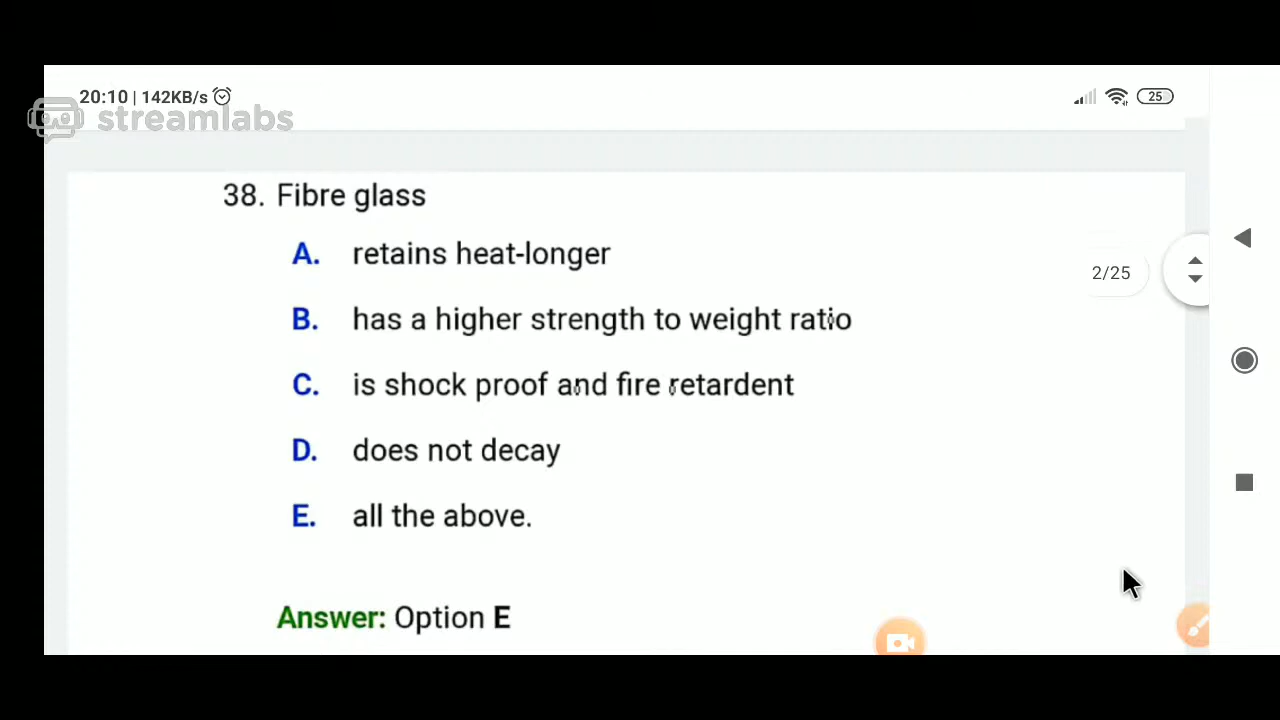 20:10 | 142KB/s
25
streamlabs
38. Fibre glass
A. retains heat-longer
2/25
B. has a higher strength to weight ratio
C. is shock proof and fire retardent
D. does not decay
E. all the above.
Answer: Option E